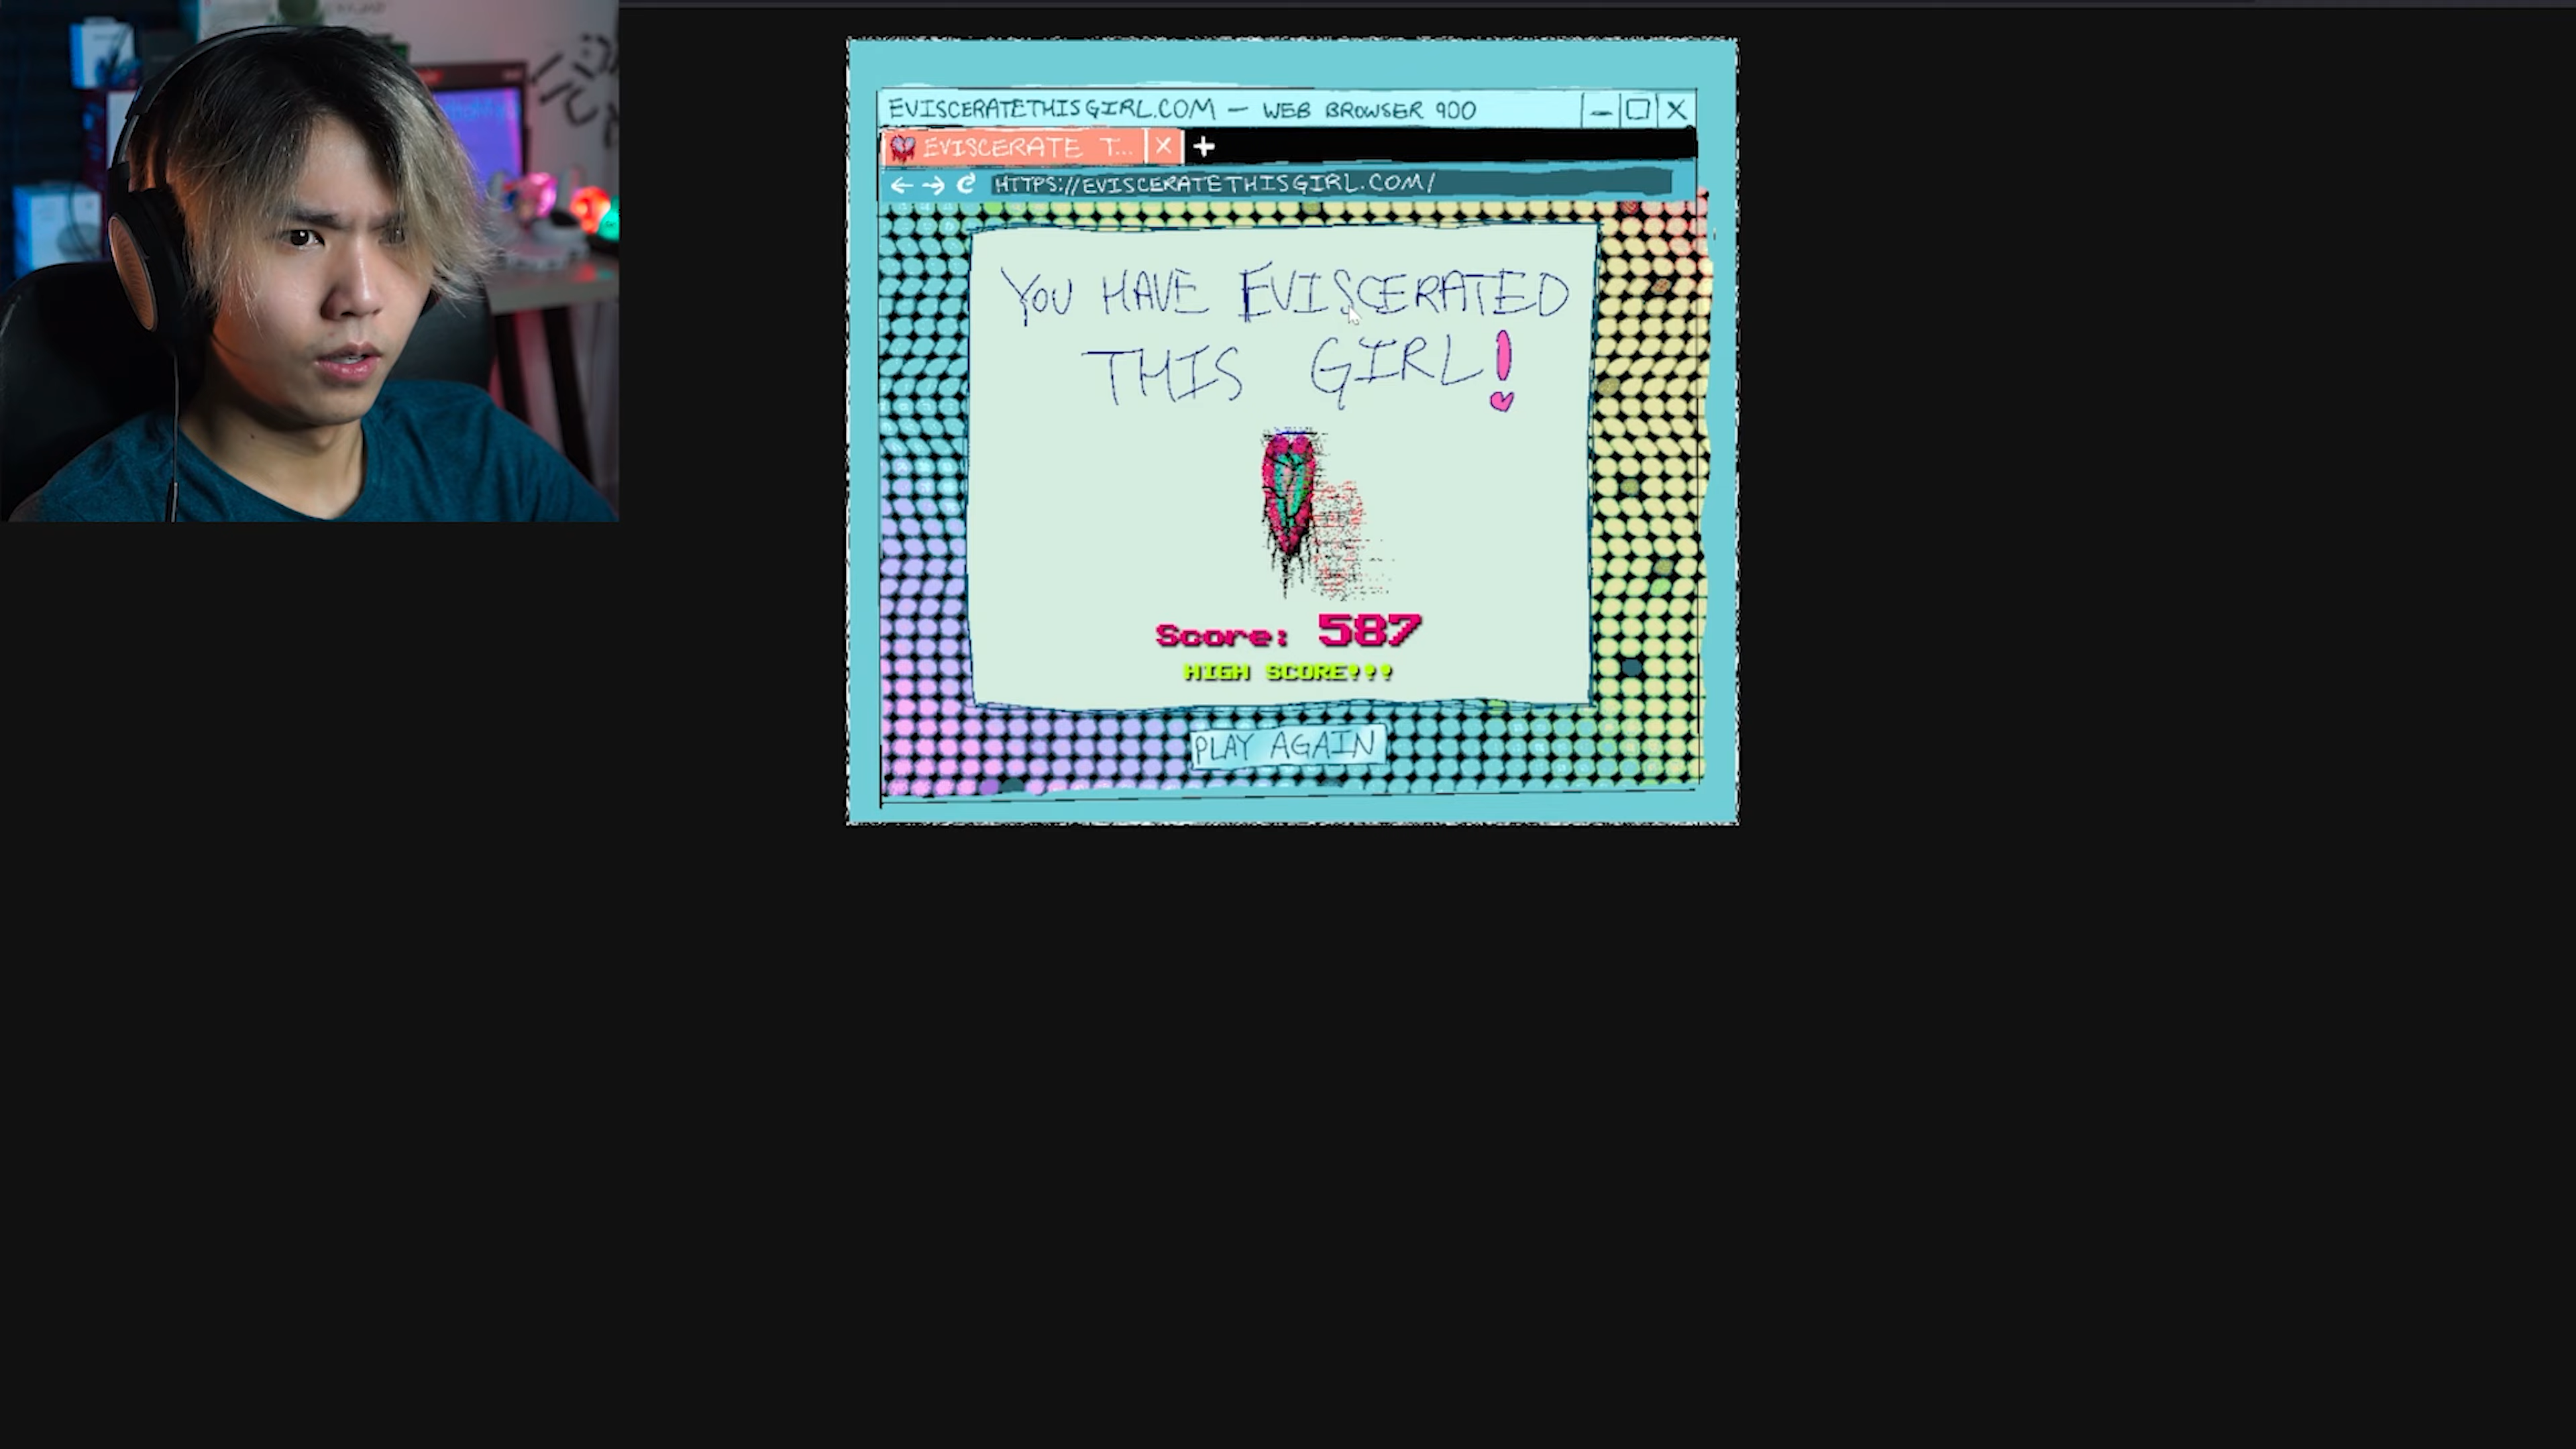 EVISCERATETHISGIRL.COM — WEB BROWSER 900
EVISCERATE T...
HTTPS://EVISCERATETHISGIRL.COM/
YOU HAVE EVISCERATED
THIS GIRL!
Score: 587
HIGH SCORE!!!
PLAY AGAIN